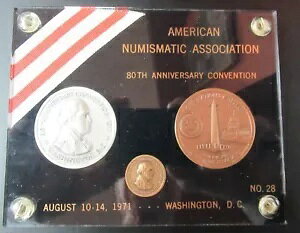 AMERICAN
NUMISMATIC ASSOCIATION
80TH ANNIVERSARY CONVENTION
NO. 28
AUGUST 10-14, 1971 . . . . WASHINGTON, D. C.